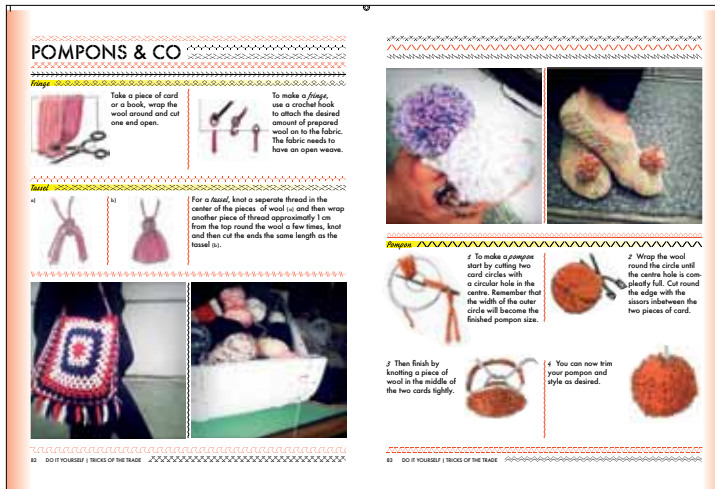 POMPONS & CO
Fringe
Take a piece of card
or a book, wrap the
wool around and cut
one end open.
To make a fringe,
use a crochet hook
to attach the desired
amount of prepared
wool on to the fabric.
The fabric needs to
have an open weave.
Tassel
a)
b)
For a tassel, knot a seperate thread in the
center of the pieces of wool (a) and then wrap
another piece of thread approximatly 1 cm
from the top round the wool a few times, knot
and then cut the ends the same length as the
tassel (b).
82 DO IT YOURSELF | TRICKS OF THE TRADE
Pompon
1 To make a pompon
start by cutting two
card circles with
a circular hole in the
centre. Remember that
the width of the outer
circle will become the
finished pompon size.
2 Wrap the wool
round the circle until
the centre hole is com-
pleatly full. Cut round
the edge with the
sissors inbetween the
two pieces of card.
3 Then finish by
knotting a piece of
wool in the middle of
the two cards tightly.
4 You can now trim
your pompon and
style as desired.
83 DO IT YOURSELF | TRICKS OF THE TRADE